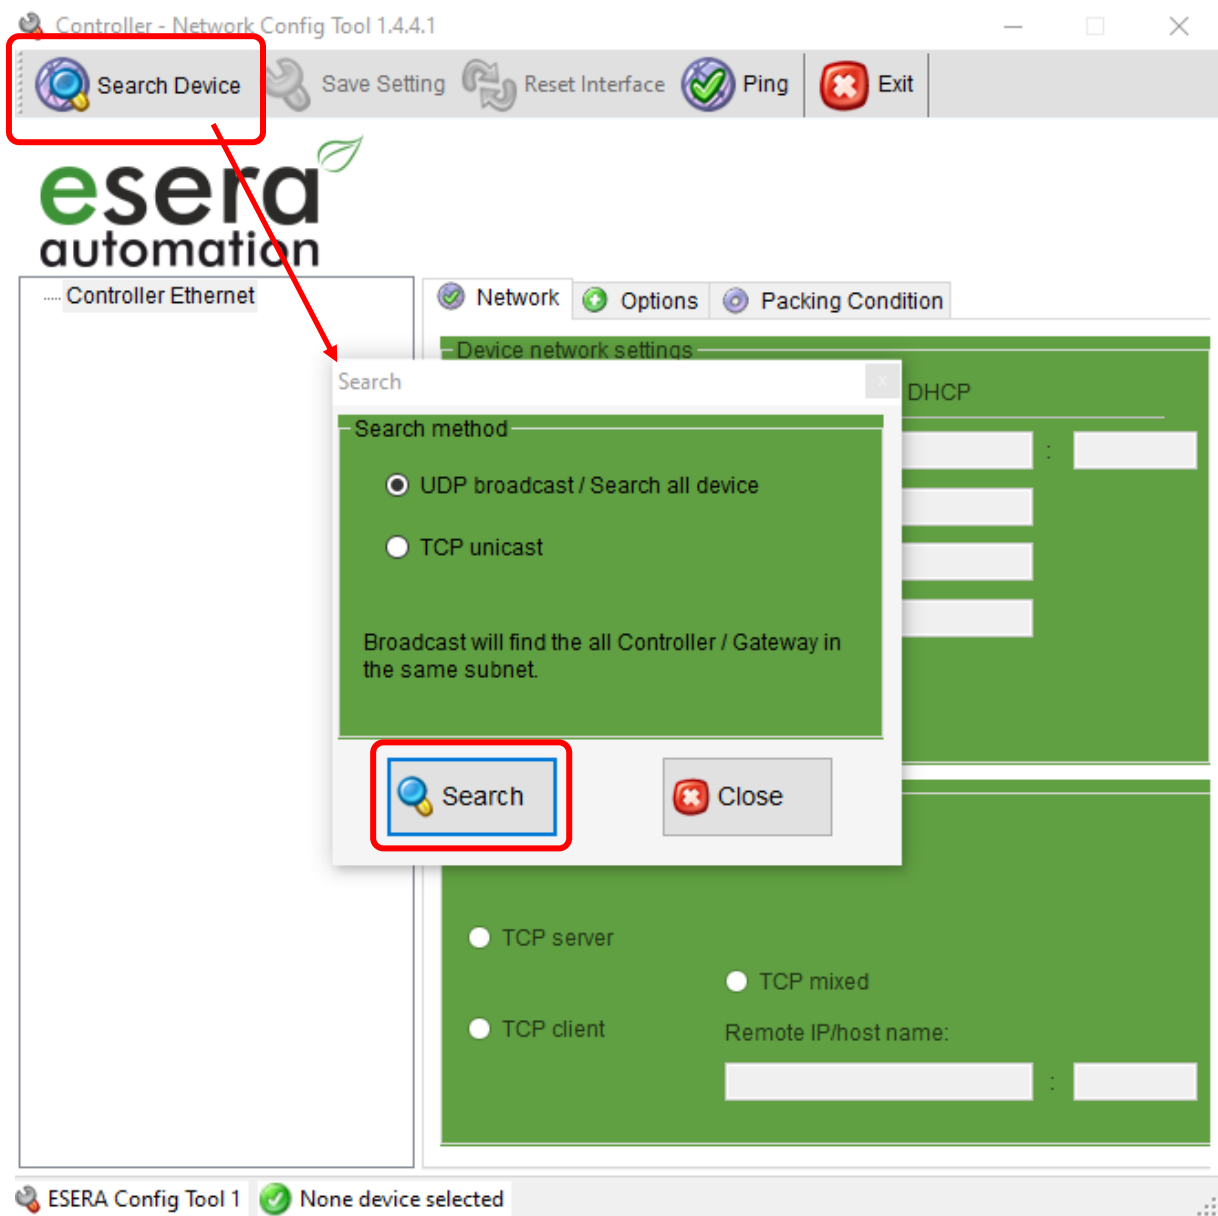 Controller - Network Config Tool 1.4.4.1
Search Device Save Setting Reset Interface Ping Exit
esera
automation
Controller Ethernet
Network Options Packing Condition
Device network settings
DHCP
:
Search
x
Search method
UDP broadcast / Search all device
TCP unicast
Broadcast will find the all Controller / Gateway in
the same subnet.
Search Close
TCP server
TCP mixed
TCP client Remote IP/host name:
:
ESERA Config Tool 1 None device selected